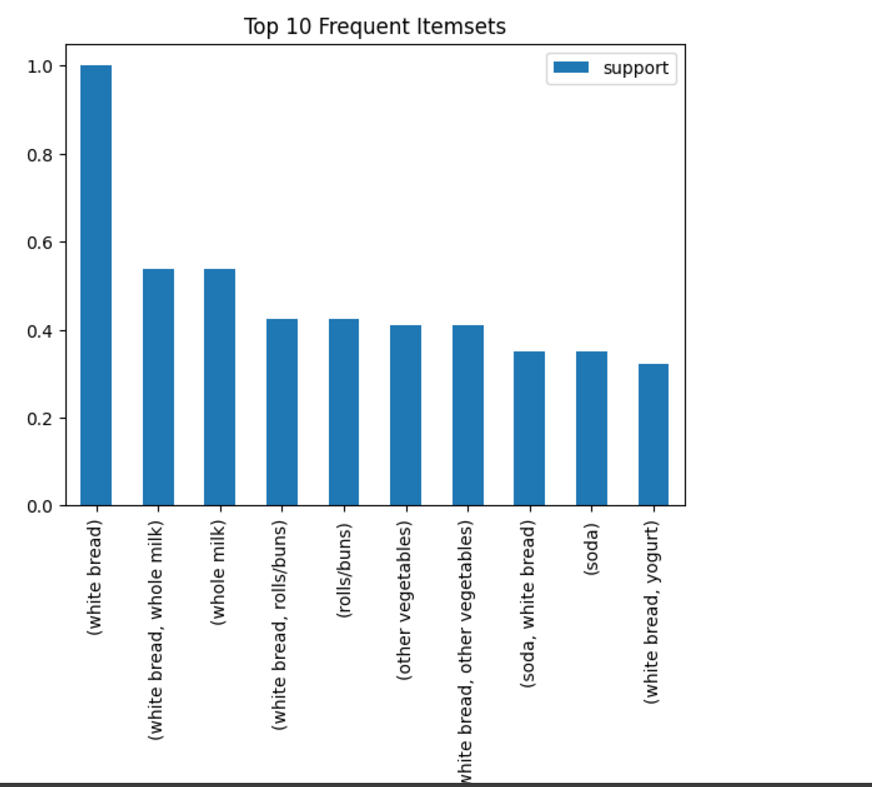 Top 10 Frequent Itemsets
support
1.0
0.8
0.6
0.4
0.2
0.0
(white bread)
(white bread, whole milk)
(whole milk)
(white bread, rolls/buns)
(rolls/buns)
(other vegetables)
white bread, other vegetables)
(soda, white bread)
(soda)
(white bread, yogurt)